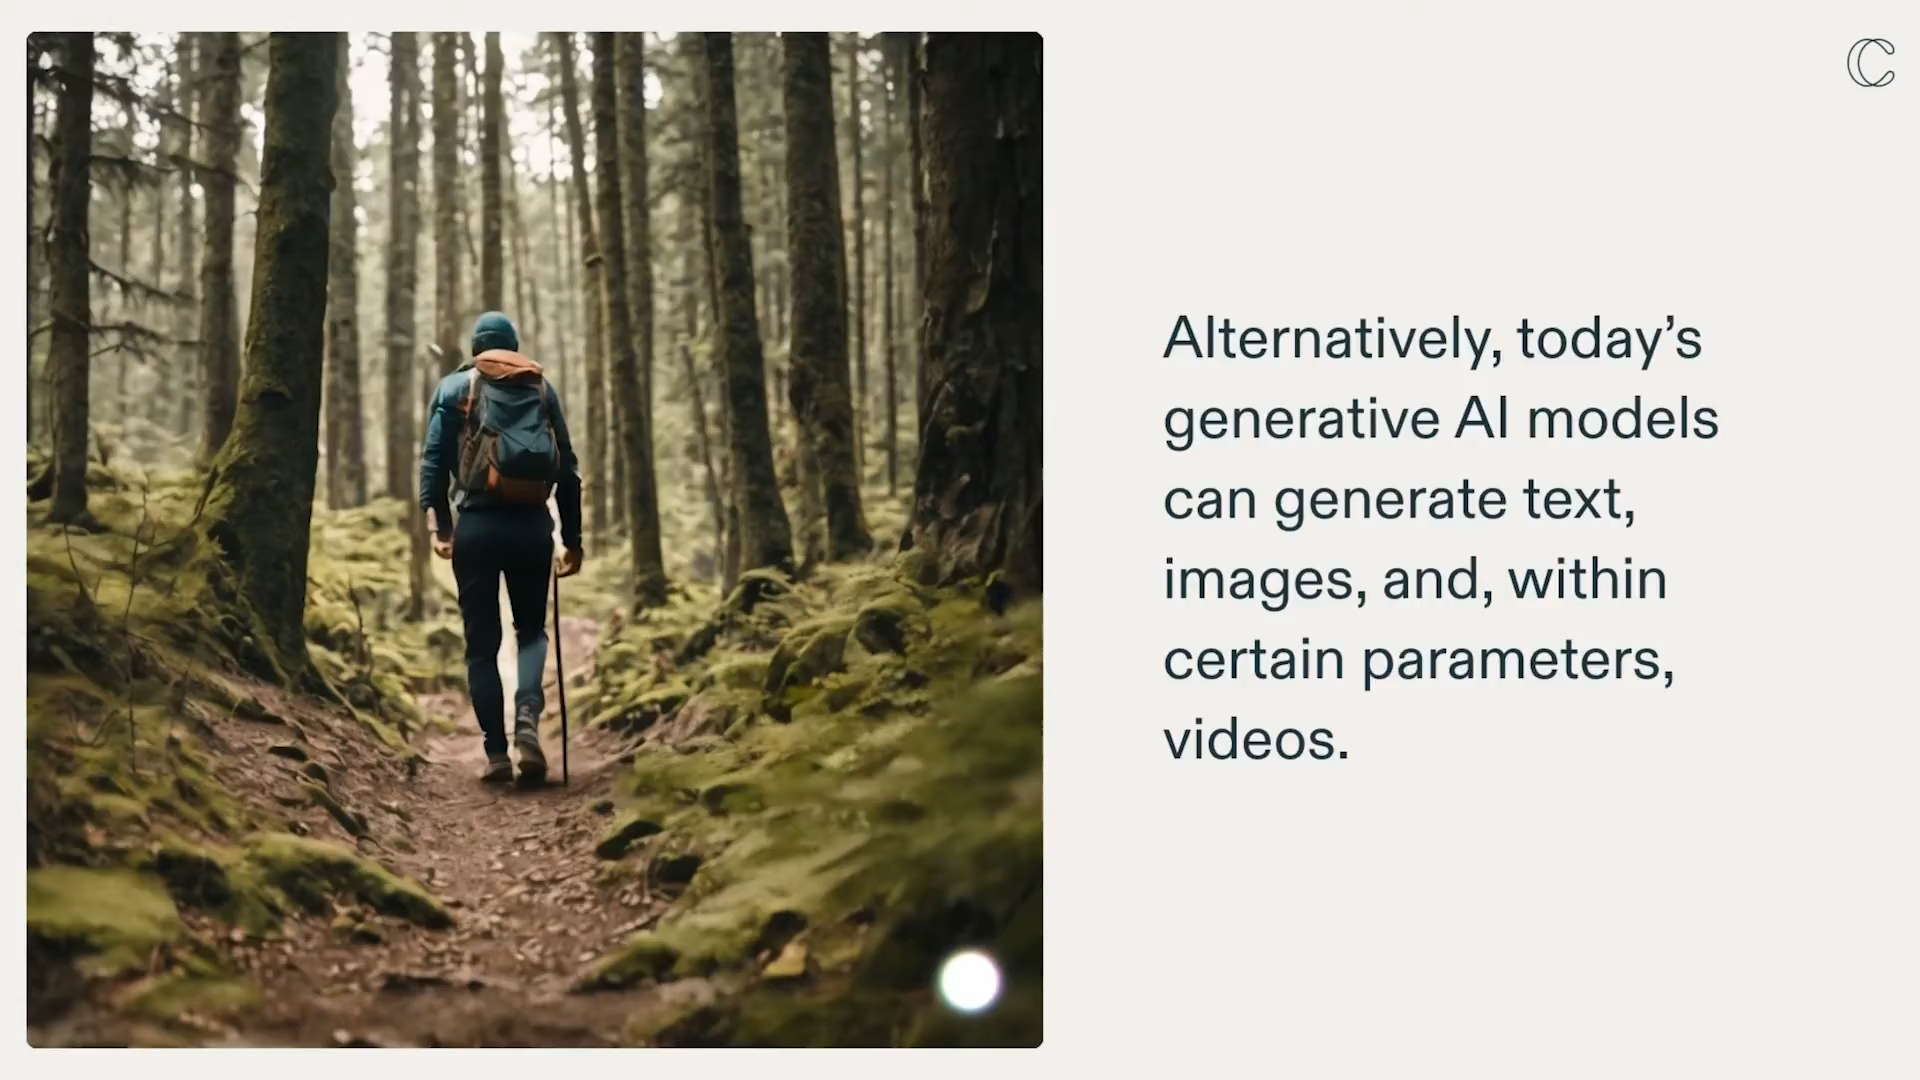 Alternatively, today’s
generative AI models
can generate text,
images, and, within
certain parameters,
videos.